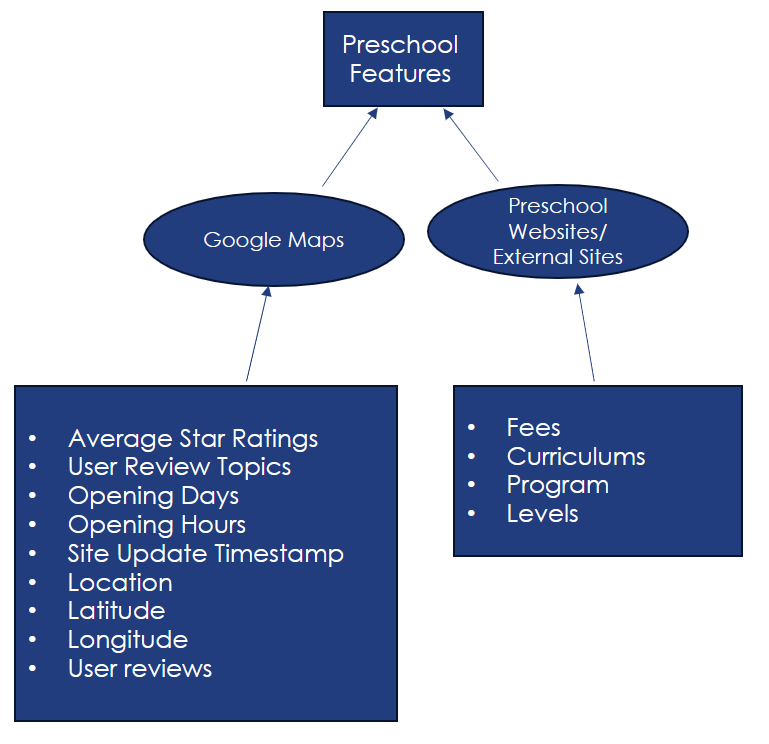 Preschool
Features
Google Maps
Preschool
Websites/
External Sites
• Average Star Ratings
• User Review Topics
• Opening Days
• Opening Hours
• Site Update Timestamp
• Location
• Latitude
• Longitude
• User reviews
• Fees
• Curriculums
• Program
• Levels